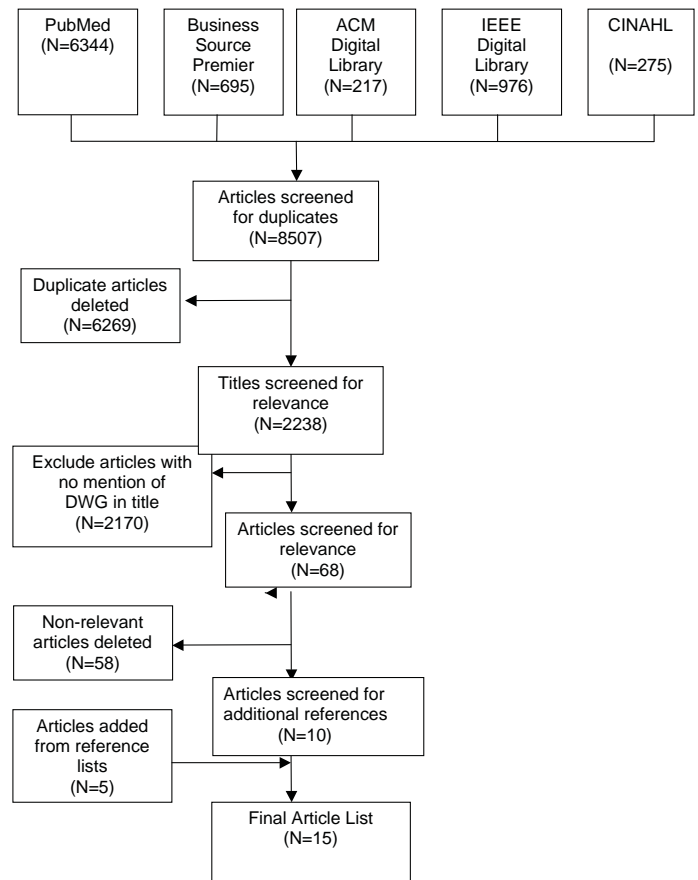 PubMed
(N=6344)
Business
Source
Premier
(N=695)
ACM
Digital
Library
(N=217)
IEEE
Digital
Library
(N=976)
CINAHL
(N=275)
Articles screened
for duplicates
(N=8507)
Duplicate articles
deleted
(N=6269)
Titles screened for
relevance
(N=2238)
Exclude articles with
no mention of
DWG in title
(N=2170)
Articles screened for
relevance
(N=68)
Non-relevant
articles deleted
(N=58)
Articles screened for
additional references
(N=10)
Articles added
from reference
lists
(N=5)
Final Article List
(N=15)